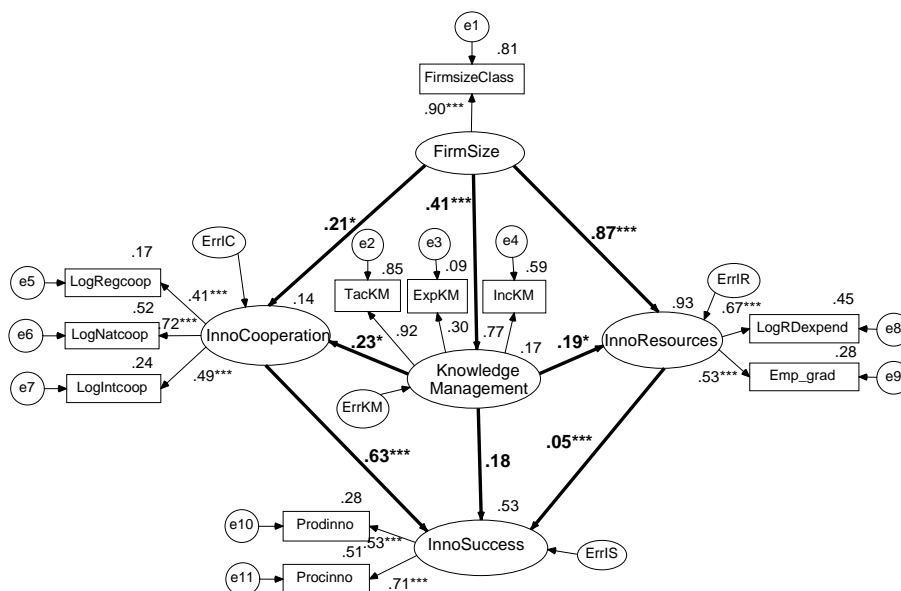 e1
.81
FirmsizeClass
.90***
FirmSize
.21*
.41***
.87***
ErrIC
e2
e3
e4
ErrIR
.17
.85
.09
.59
e5
LogRegcoop
TacKM
ExpKM
IncKM
.93
.67***
.45
.41***
.14
.52
e6
LogNatcoop
.72***
InnoCooperation
.92
.30
.77
InnoResources
LogRDexpend
e8
.24
.23*
.17
.19*
.28
e7
LogIntcoop
.49***
Knowledge
Management
.53***
Emp_grad
e9
ErrKM
.63***
.18
.05***
.28
.53
e10
Prodinno
.53***
InnoSuccess
ErrIS
.51
e11
Procinno
.71***